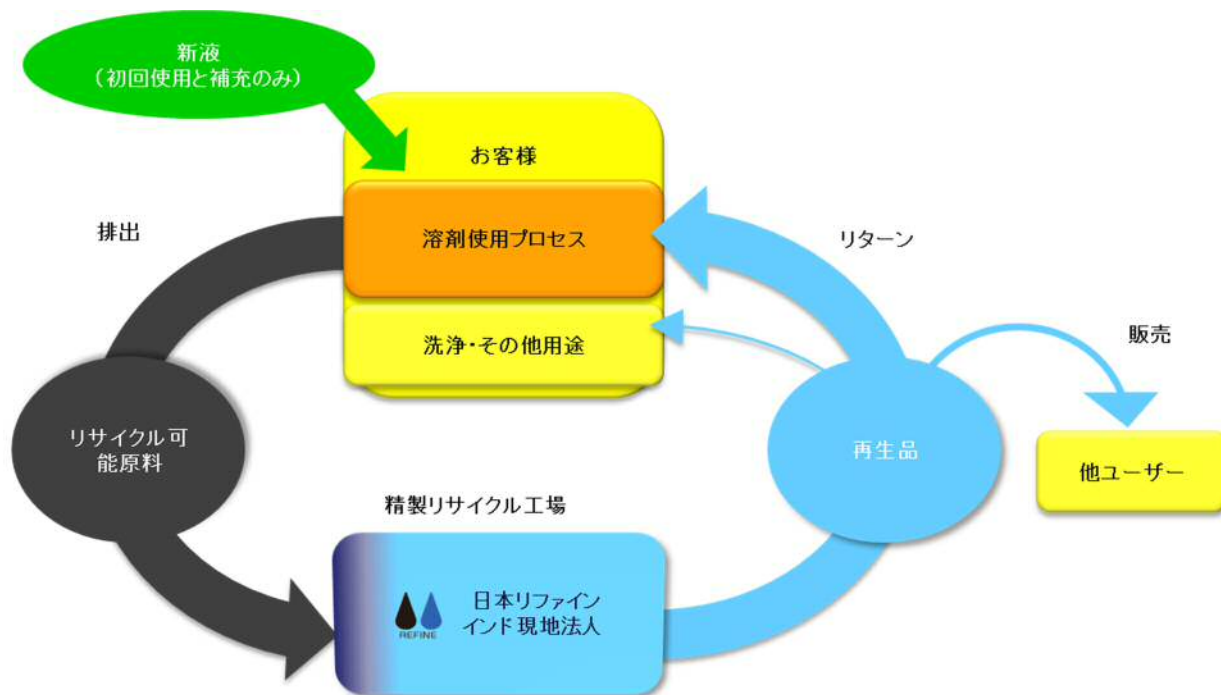 新液
（初回使用と補充のみ）
お客様
排出
溶剤使用プロセス
リターン
洗浄・その他用途
販売
リサイクル可
能原料
再生品
他ユーザー
精製リサイクル工場
日本リファイン
インド現地法人
REFINE